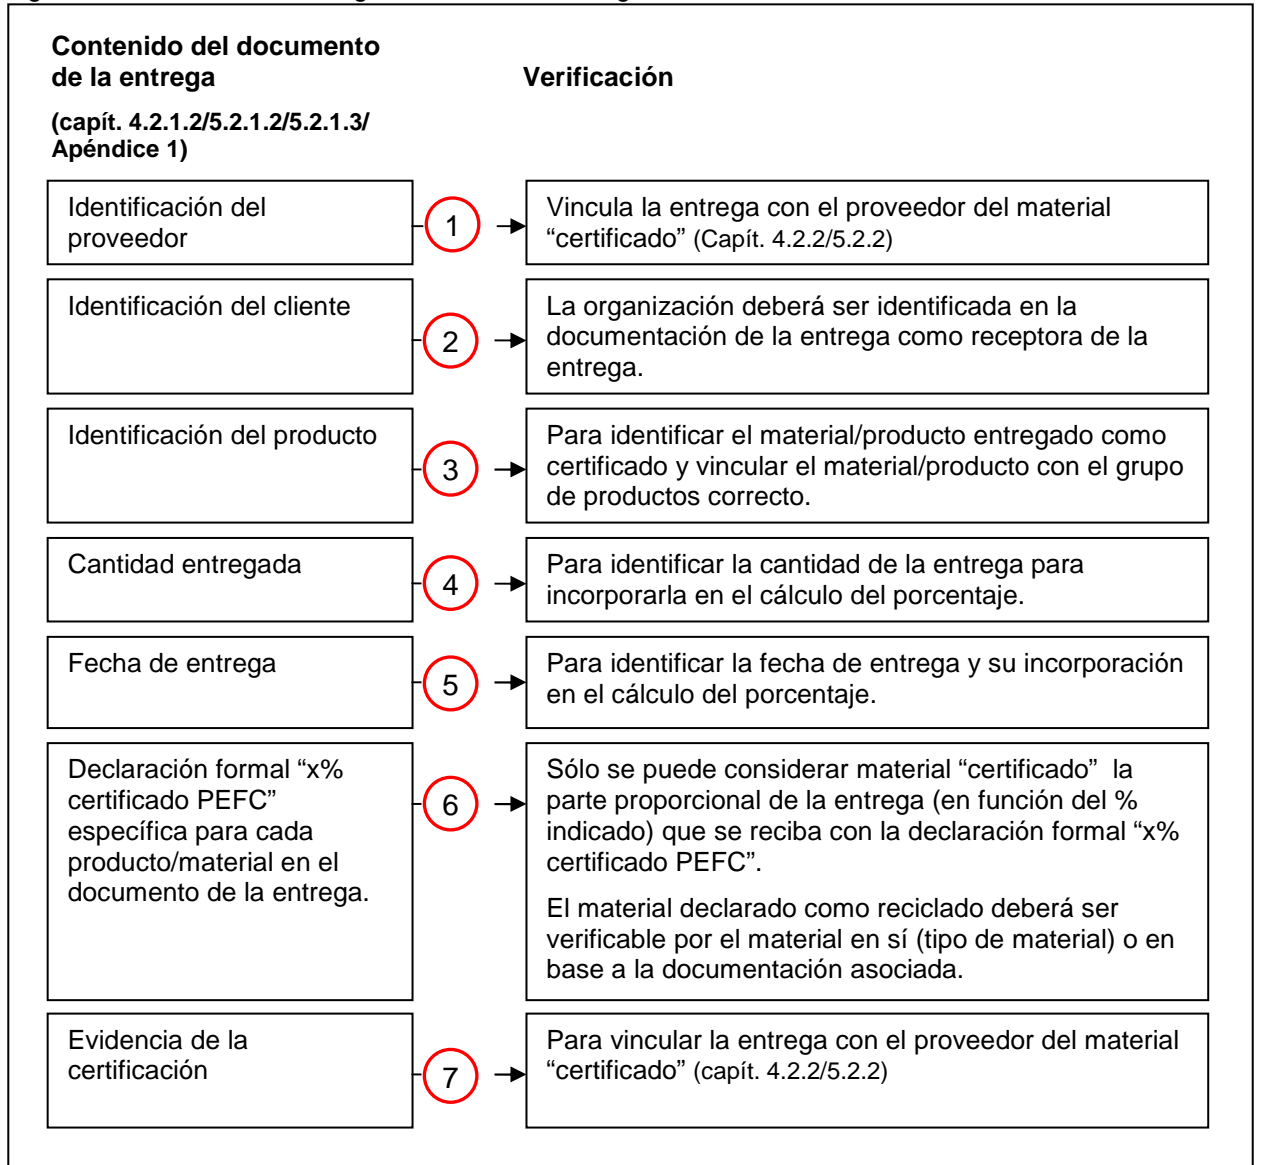 Contenido del documento
de la entrega
Verificación
(capít. 4.2.1.2/5.2.1.2/5.2.1.3/
Apéndice 1)
Identificación del
proveedor
1
Vincula la entrega con el proveedor del material
“certificado” (Capít. 4.2.2/5.2.2)
Identificación del cliente
2
La organización deberá ser identificada en la
documentación de la entrega como receptora de la
entrega.
Identificación del producto
3
Para identificar el material/producto entregado como
certificado y vincular el material/producto con el grupo
de productos correcto.
Cantidad entregada
4
Para identificar la cantidad de la entrega para
incorporarla en el cálculo del porcentaje.
Fecha de entrega
5
Para identificar la fecha de entrega y su incorporación
en el cálculo del porcentaje.
Declaración formal “x%
certificado PEFC”
específica para cada
producto/material en el
documento de la entrega.
6
Sólo se puede considerar material “certificado”  la
parte proporcional de la entrega (en función del %
indicado) que se reciba con la declaración formal “x%
certificado PEFC”.
El material declarado como reciclado deberá ser
verificable por el material en sí (tipo de material) o en
base a la documentación asociada.
Evidencia de la
certificación
7
Para vincular la entrega con el proveedor del material
“certificado” (capít. 4.2.2/5.2.2)